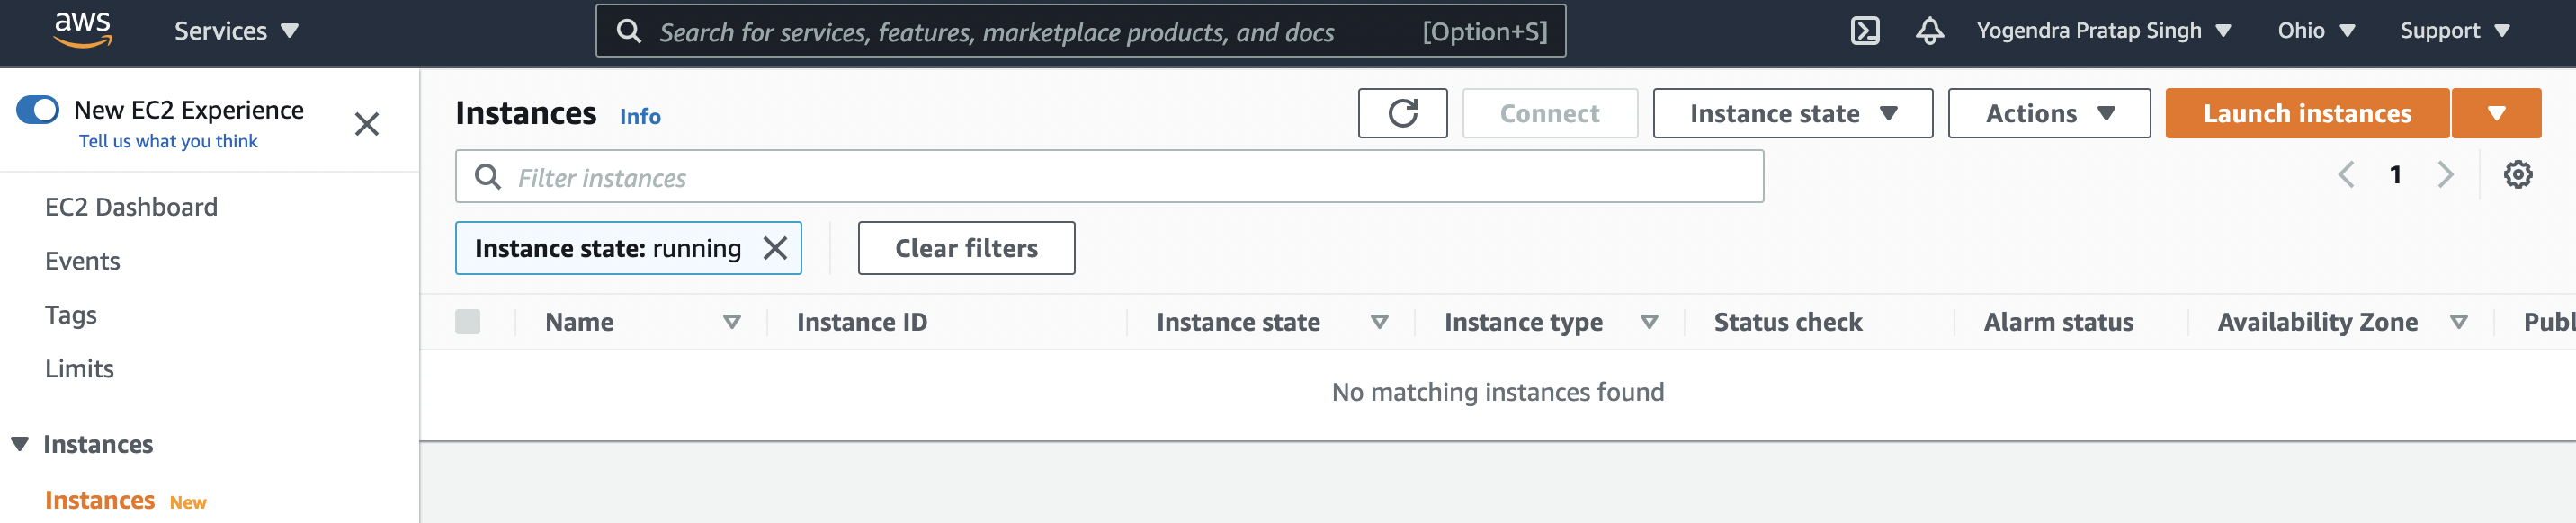 aws
Services
Search for services, features, marketplace products, and docs [Option+S]
Yogendra Pratap Singh
Ohio
Support
New EC2 Experience
Tell us what you think
EC2 Dashboard
Events
Tags
Limits
Instances
Instances New
Instances Info
Connect
Instance state
Actions
Launch instances
Filter instances
1
Instance state: running
Clear filters
Name Instance ID Instance state Instance type Status check Alarm status Availability Zone Publ
No matching instances found